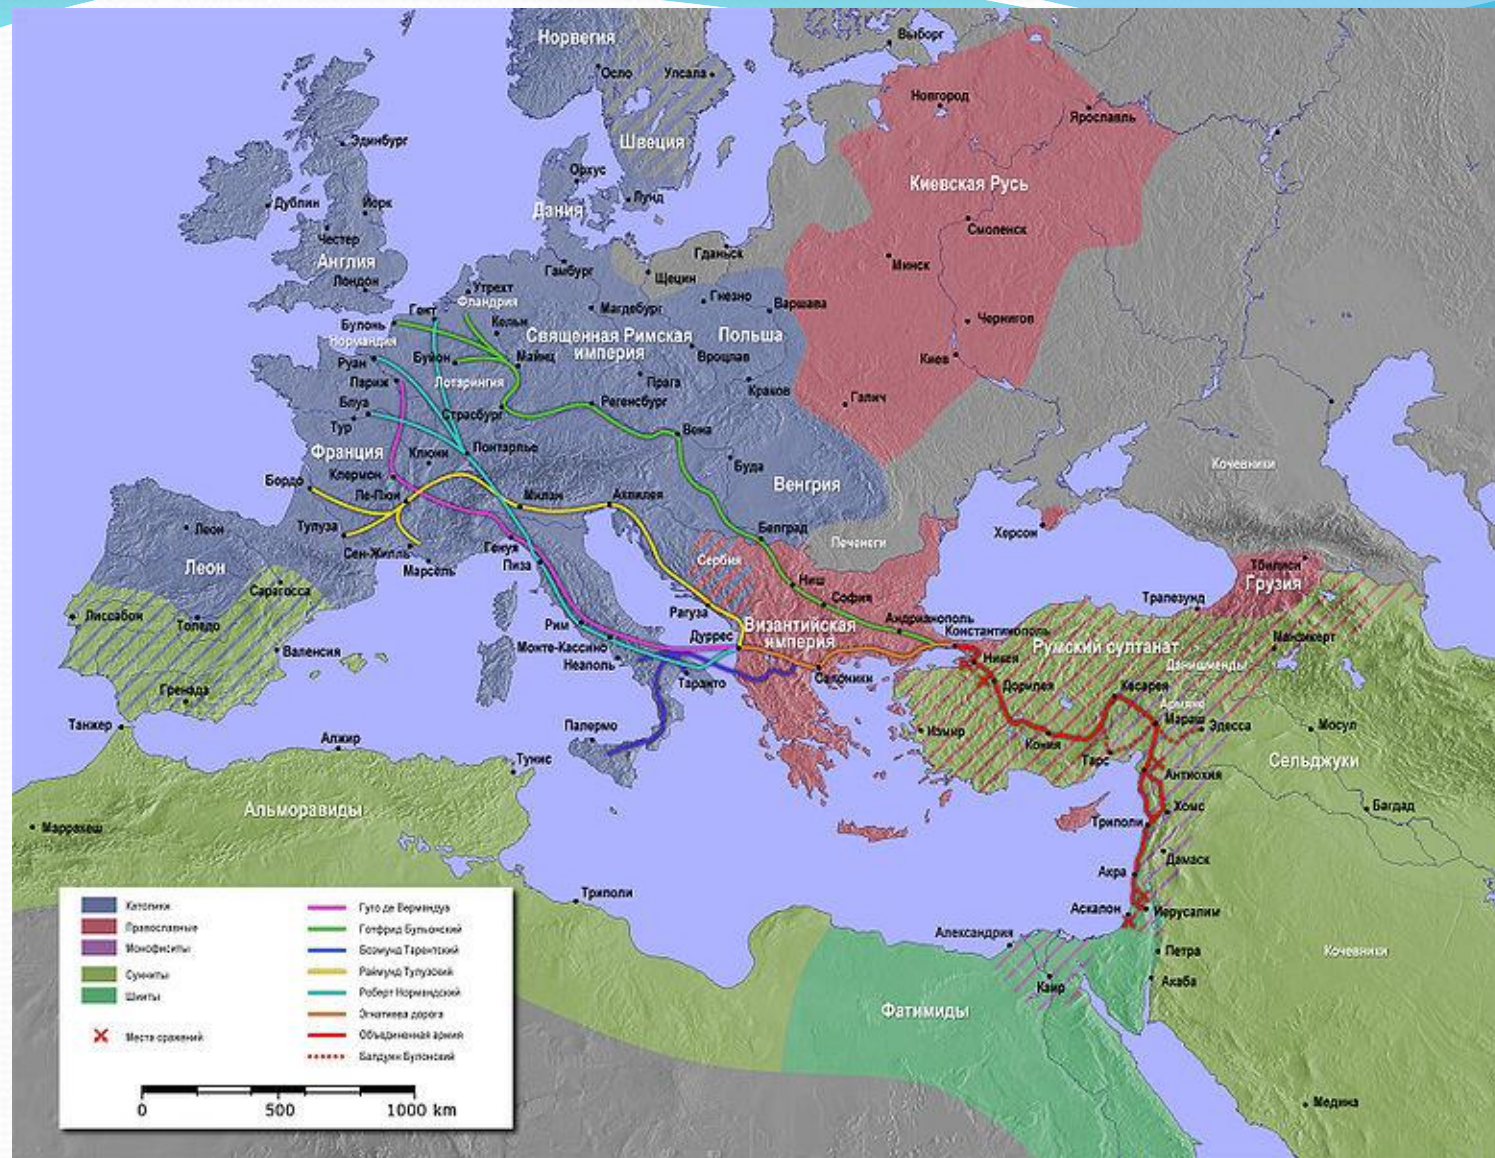 Норвегия
Выборг
Осло
Упсала
Новгород
Ярославль
Эдинбург
Швеция
Орхус
Киевская Русь
Дублин
Йорк
Лунд
Дания
Смоленск
Честер
Англия
Гданьск
Минск
Лондон
Гамбург
Щецин
Утрехт
Фландрия
Гнезно
Варшава
Гент
Магдебург
Булонь
Кельн
Чернигов
Нормандия
Священная Римская
империя
Польша
Руан
Буйон
Майнц
Вроцлав
Киев
Париж
Лотарингия
Прага
Краков
Блуа
Страсбург
Регенсбург
Галич
Тур
Вена
Франция
Клюни
Понтарлье
Буда
Кочевники
Клермон
Венгрия
Бордо
Ле-Пюи
Милан
Аквилея
Леон
Тулуза
Белград
Херсон
Генуя
Печенеги
Сен-Жилль
Марсель
Пиза
Сербия
Тбилиси
Леон
Ниш
Грузия
Сарагосса
София
Трапезунд
Лиссабон
Толедо
Рагуза
Андрианополь
Рим
Дуррес
Византийская
империя
Константинополь
Манзикерт
Валенсия
Монте-Кассино
Неаполь
Никея
Румский султанат
Данишменды
Гренада
Таранто
Салоники
Дорилея
Кесарея
Армяне
Танжер
Палермо
Измир
Мараш
Эдесса
Мосул
Алжир
Кония
Тунис
Тарс
Антиохия
Сельджуки
Альморавиды
Хомс
Багдад
Марракеш
Триполи
Дамаск
Акра
Триполи
Аскалон
Иерусалим
Александрия
Петра
Кочевники
Каир
Акаба
Фатимиды
Медина
Католики
Православные
Монофиситы
Сунниты
Шииты
Места сражений
Гуго де Вермандуа
Готфрид Бульонский
Боэмунд Тарентский
Раймунд Тулузский
Роберт Нормандский
Эгнатиева дорога
Объединенная армия
Балдуин Булонский
0 500 1000 km